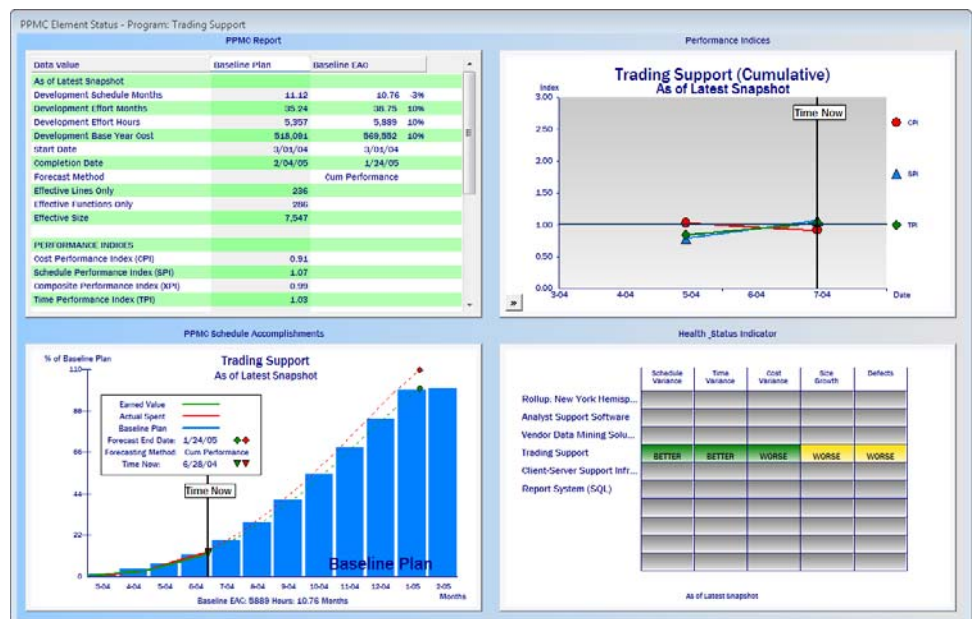 PPMC Element Status - Program: Trading Support
PPMC Report
Data Value Baseline Plan Baseline EAC
As of Latest Snapshot
Development Schedule Months 11.12 10.76 -3%
Development Effort Months 35.24 38.75 10%
Development Effort Hours 5,357 5,889 10%
Development Base Year Cost 518,091 569,552 10%
Start Date 3/01/04 3/01/04
Completion Date 2/04/05 1/24/05
Forecast Method Cum Performance
Effective Lines Only 236
Effective Functions Only 286
Effective Size 7,547
PERFORMANCE INDICES
Cost Performance Index (CPI) 0.91
Schedule Performance Index (SPI) 1.07
Composite Performance Index (XPI) 0.99
Time Performance Index (TPI) 1.03
Performance Indices
Trading Support (Cumulative)
As of Latest Snapshot
Index
3.00
Time Now
2.50
CPI
2.00
SPI
1.50
1.00
TPI
0.50
0.00
3-04 4-04 5-04 6-04 7-04 Date
»
PPMC Schedule Accomplishments
% of Baseline Plan
Trading Support
As of Latest Snapshot
110
Earned Value
Actual Spent
Baseline Plan
Forecast End Date: 1/24/05
Forecasting Method: Cum Performance
Time Now: 6/28/04
88
66
44
22
0
Time Now
Baseline Plan
3-04 4-04 5-04 6-04 7-04 8-04 9-04 10-04 11-04 12-04 1-05 2-05
Months
Baseline EAC: 5889 Hours: 10.76 Months
Health _Status Indicator
Schedule Variance Time Variance Cost Variance Size Growth Defects
Rollup: New York Hemisp...
Analyst Support Software
Vendor Data Mining Solu...
Trading Support BETTER BETTER WORSE WORSE WORSE
Client-Server Support Infr...
Report System (SQL)
As of Latest Snapshot